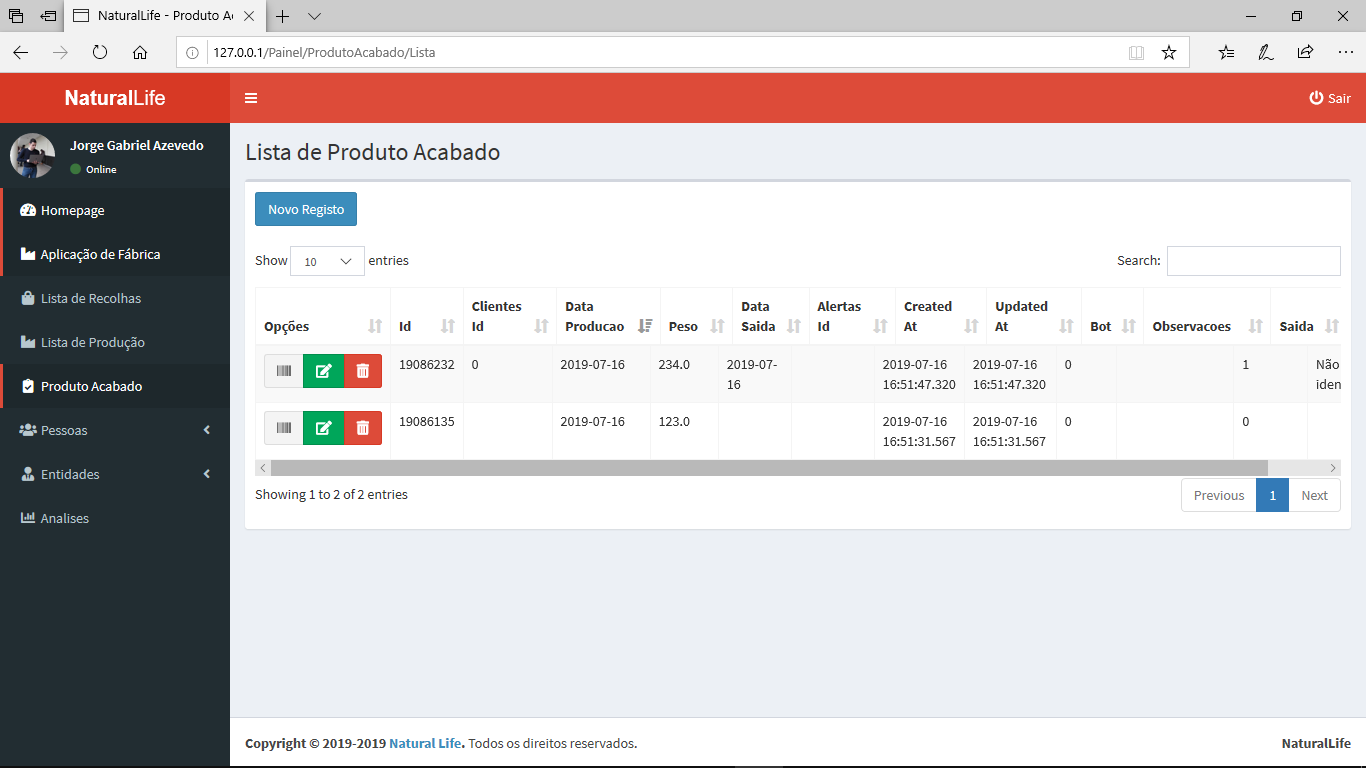 NaturalLife - Produto A
127.0.0.1/Painel/ProdutoAcabado/Lista
NaturalLife
Sair
Jorge Gabriel Azevedo
Online
Homepage
Aplicação de Fábrica
Lista de Recolhas
Lista de Produção
Produto Acabado
Pessoas
Entidades
Analises
Lista de Produto Acabado
Novo Registo
Show 10 entries
Search:
Opções Id Clientes Id Data Producao Peso Data Saida Alertas Id Created At Updated At Bot Observacoes Saida
19086232 0 2019-07-16 234.0 2019-07-16 2019-07-16 16:51:47.320 2019-07-16 16:51:47.320 0 1 Não iden
19086135 2019-07-16 123.0 2019-07-16 16:51:31.567 2019-07-16 16:51:31.567 0 0
Showing 1 to 2 of 2 entries
Previous 1 Next
Copyright © 2019-2019 Natural Life. Todos os direitos reservados.
NaturalLife